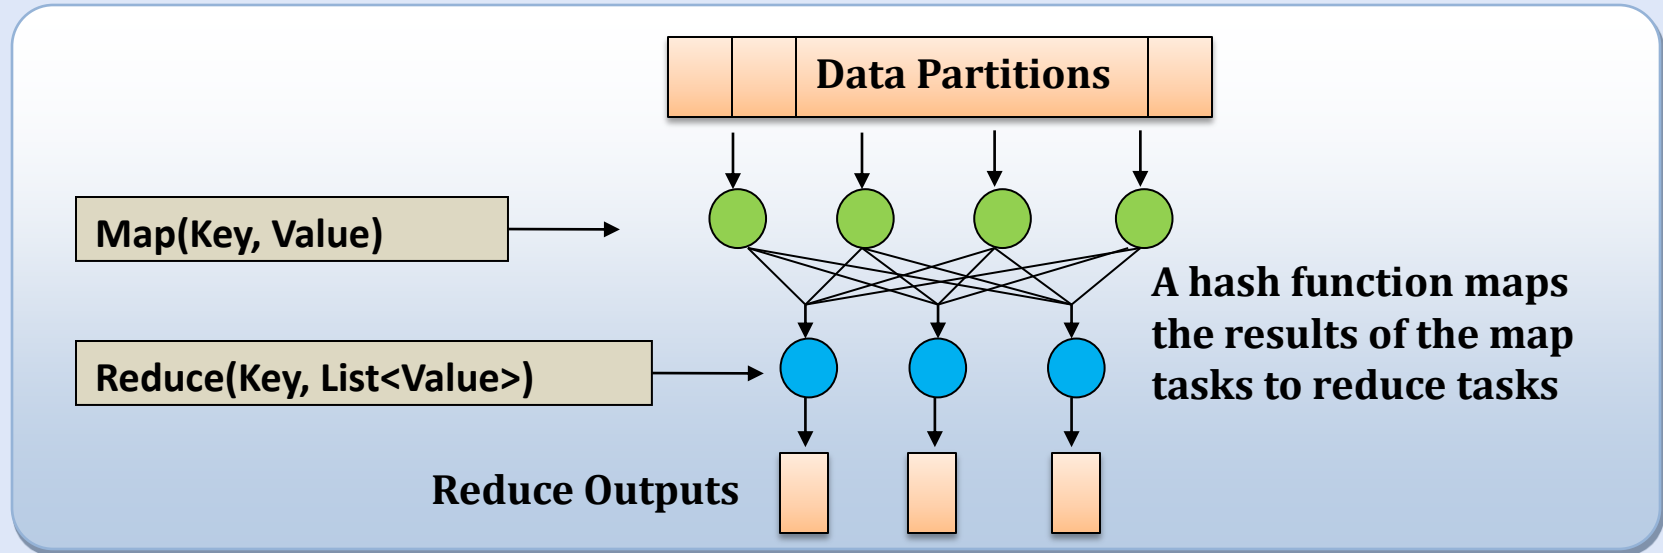 Data Partitions
Map(Key, Value)
A hash function maps
the results of the map
tasks to reduce tasks
Reduce(Key, List<Value>)
Reduce Outputs